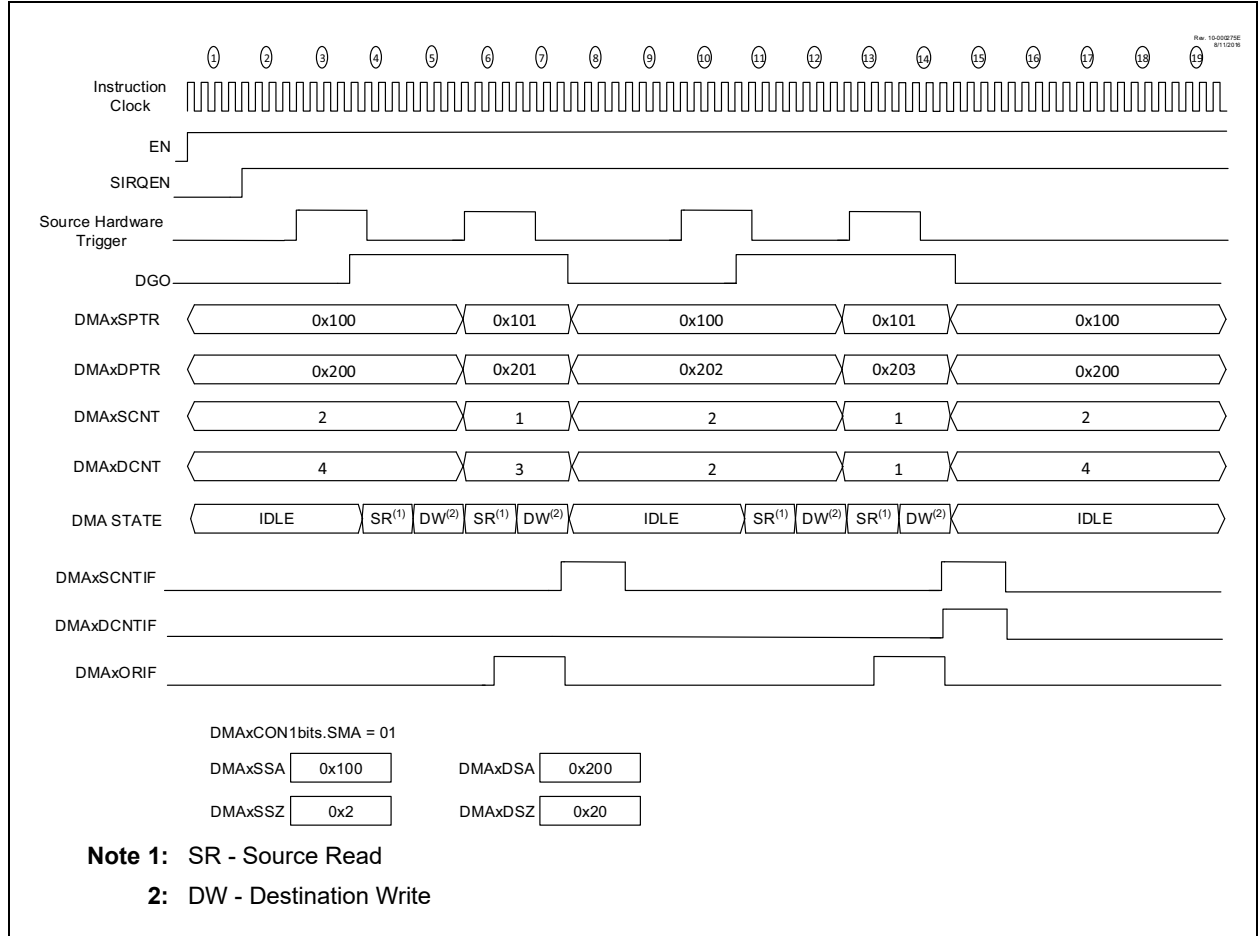 Rev. 10-000275E
8/11/2016
1 2 3 4 5 6 7 8 9 10 11 12 13 14 15 16 17 18 19
Instruction
Clock
EN
SIRQEN
Source Hardware
Trigger
DGO
DMAxSPTR 0x100 0x101 0x100 0x101 0x100
DMAxDPTR 0x200 0x201 0x202 0x203 0x200
DMAxSCNT 2 1 2 1 2
DMAxDCNT 4 3 2 1 4
DMA STATE IDLE SR(1) DW(2) SR(1) DW(2) IDLE SR(1) DW(2) SR(1) DW(2) IDLE
DMAxSCNTIF
DMAxDCNTIF
DMAxORIF
DMAxCON1bits.SMA = 01
DMAxSSA 0x100 DMAxDSA 0x200
DMAxSSZ 0x2 DMAxDSZ 0x20
Note 1: SR - Source Read
2: DW - Destination Write